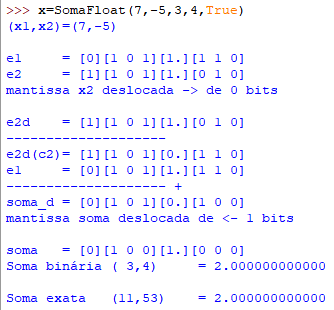 >>> x=SomaFloat(7,-5,3,4,True)
(x1,x2)=(7,-5)
e1     = [0][1 0 1][1.][1 1 0]
e2     = [1][1 0 1][1.][0 1 0]
mantissa x2 deslocada -> de 0 bits
e2d    = [1][1 0 1][1.][0 1 0]
--------------------
e2d(c2)= [1][1 0 1][0.][1 1 0]
e1     = [0][1 0 1][1.][1 1 0]
-------------------- +
soma_d = [0][1 0 1][0.][1 0 0]
mantissa soma deslocada de <- 1 bits
soma   = [0][1 0 0][1.][0 0 0]
Soma binária ( 3,4)     = 2.000000000000
Soma exata   (11,53)    = 2.000000000000